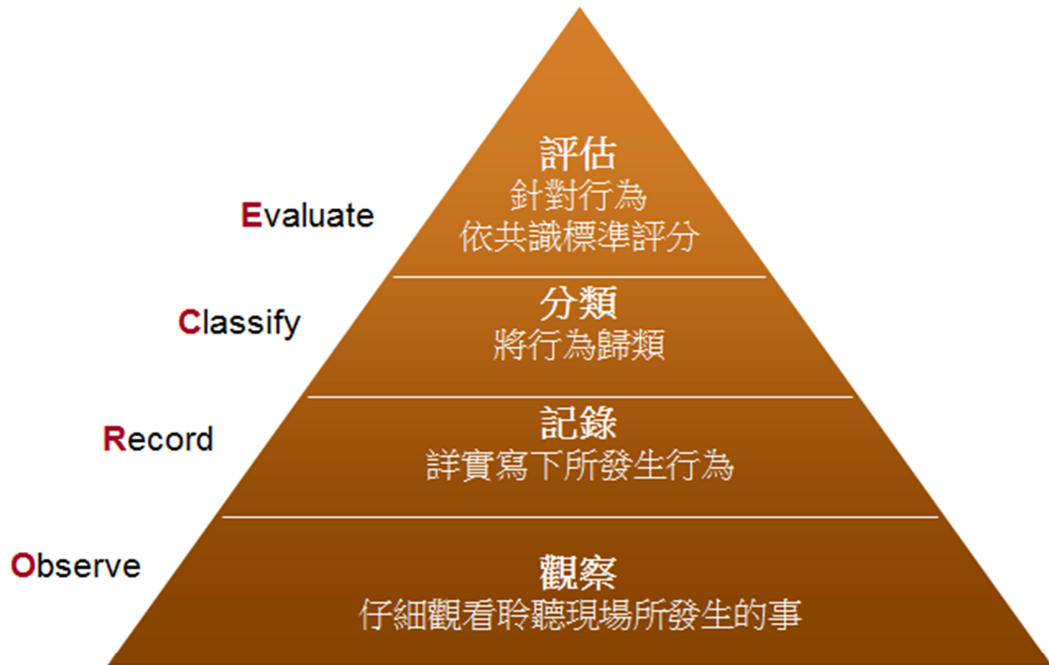 評估
針對行為
依共識標準評分
Evaluate
分類
將行為歸類
Classify
記錄
詳實寫下所發生行為
Record
觀察
仔細觀看聆聽現場所發生的事
Observe